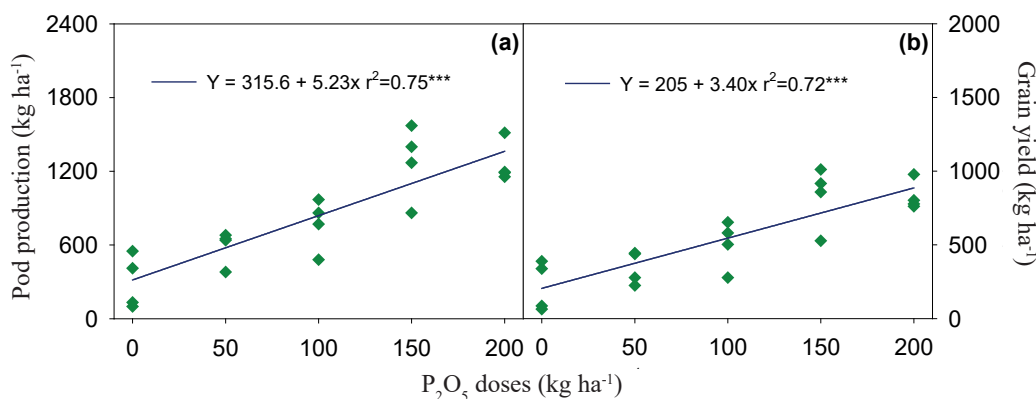 2400
1800
1200
600
0
Pod production (kg ha⁻¹)
(a)
Y = 315.6 + 5.23x r²=0.75***
0 50 100 150 200
(b)
Y = 205 + 3.40x r²=0.72***
0 50 100 150 200
2000
1500
1000
500
0
Grain yield (kg ha⁻¹)
P₂O₅ doses (kg ha⁻¹)